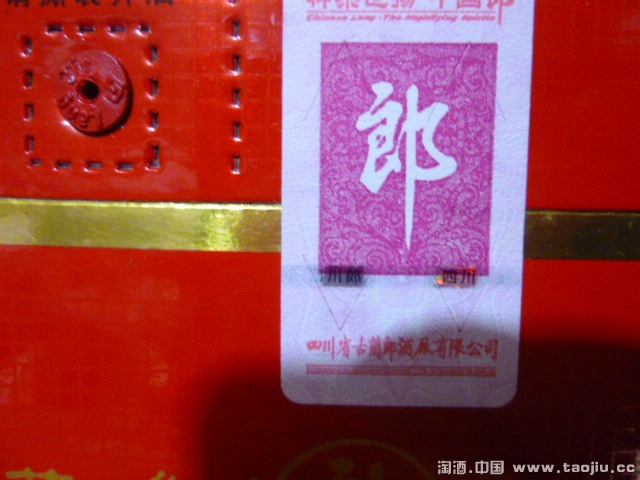 神采飞扬 中国郎
Chinese Lang · The Highflying Spirits
Lang
郎
川郎 四川
四川省古蔺郎酒厂有限公司
淘酒.中国 www.taojiu.cc